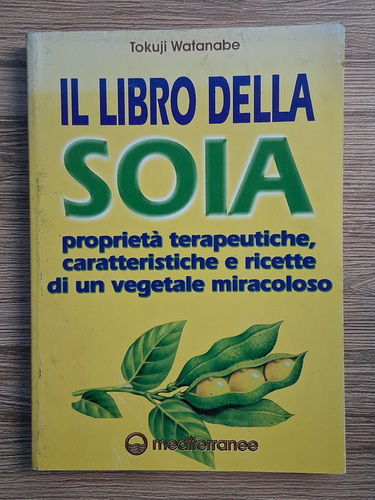 Tokuji Watanabe
IL LIBRO DELLA
SOIA
proprietà terapeutiche,
caratteristiche e ricette
di un vegetale miracoloso
mediterranee